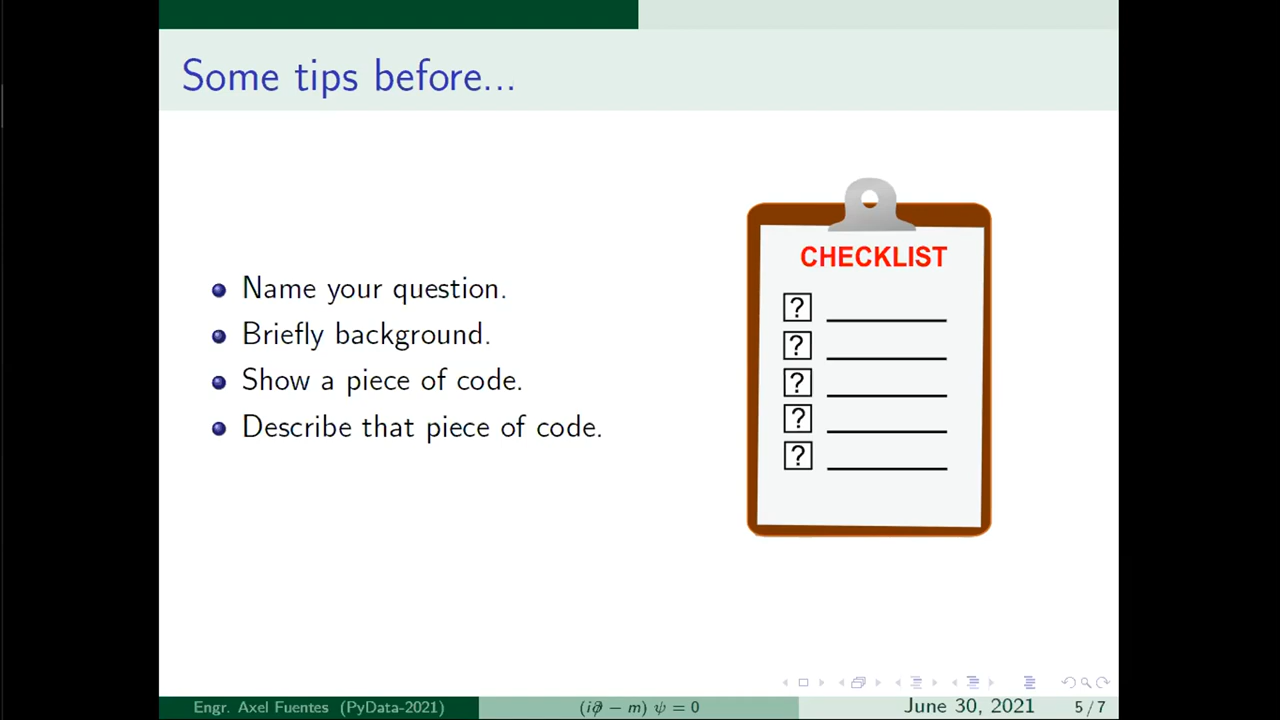 Some tips before...
Name your question.
Briefly background.
Show a piece of code.
Describe that piece of code.
CHECKLIST
?
?
?
?
?
Engr. Axel Fuentes (PyData-2021)
(i∂̸ − m) ψ = 0
June 30, 2021
5 / 7